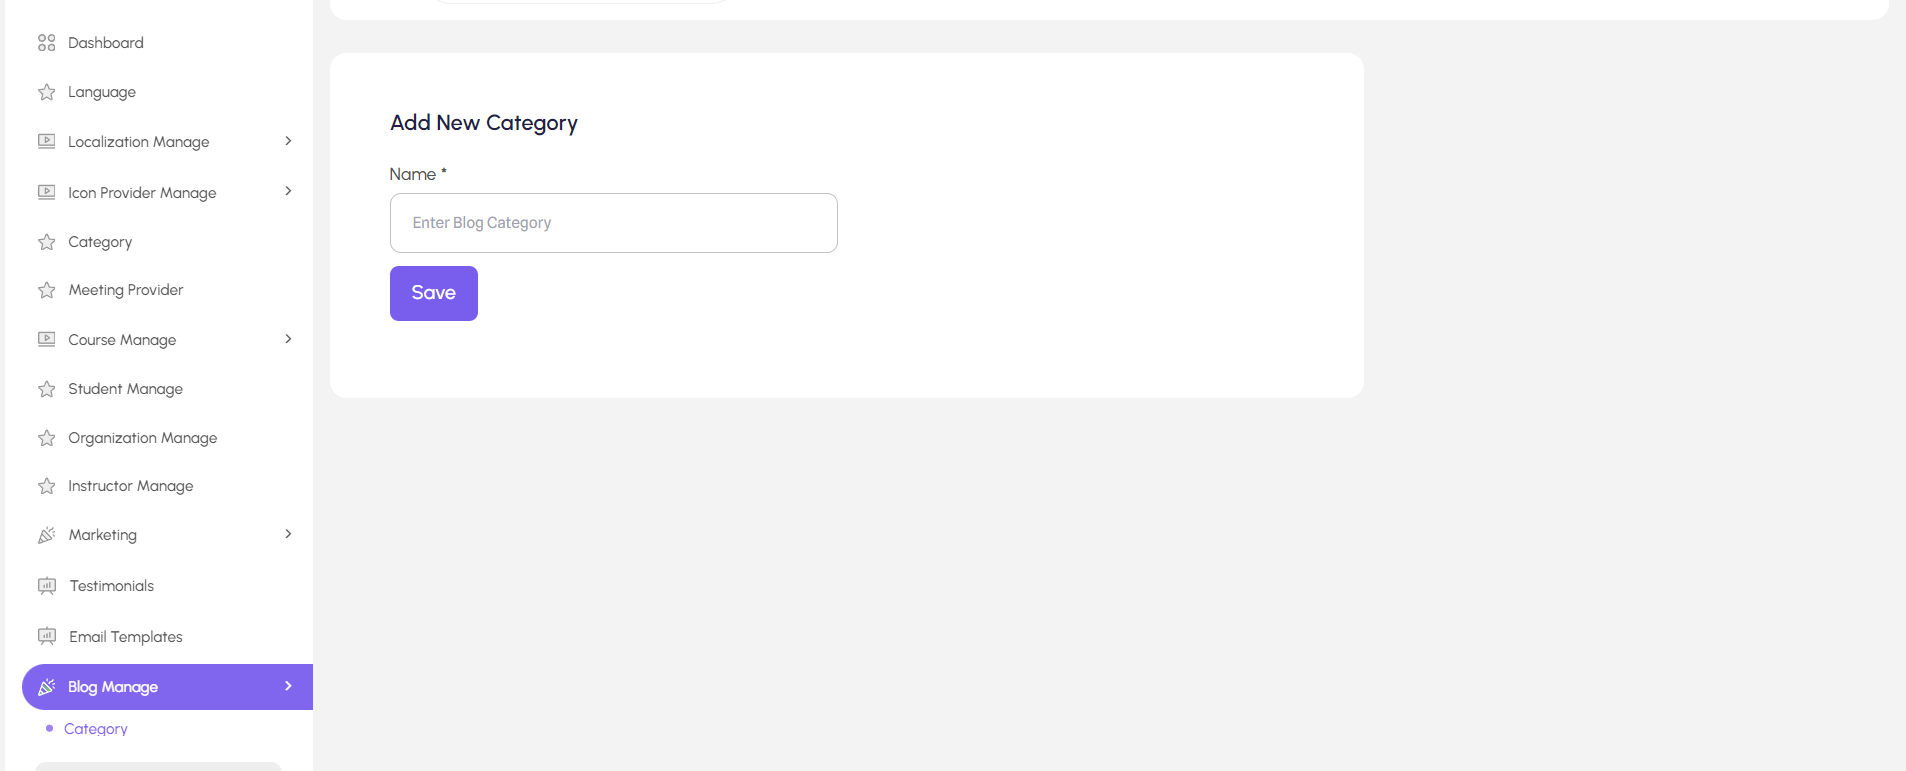 Dashboard
Language
Localization Manage
Icon Provider Manage
Category
Meeting Provider
Course Manage
Student Manage
Organization Manage
Instructor Manage
Marketing
Testimonials
Email Templates
Blog Manage
Category
Add New Category
Name *
Enter Blog Category
Save